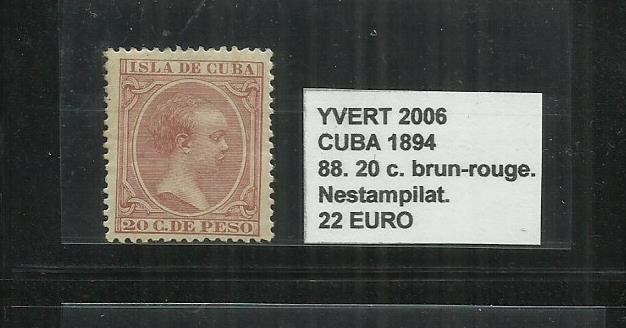 ISLA DE CUBA
20 C. DE PESO
YVERT 2006
CUBA 1894
88. 20 c. brun-rouge.
Nestampilat.
22 EURO